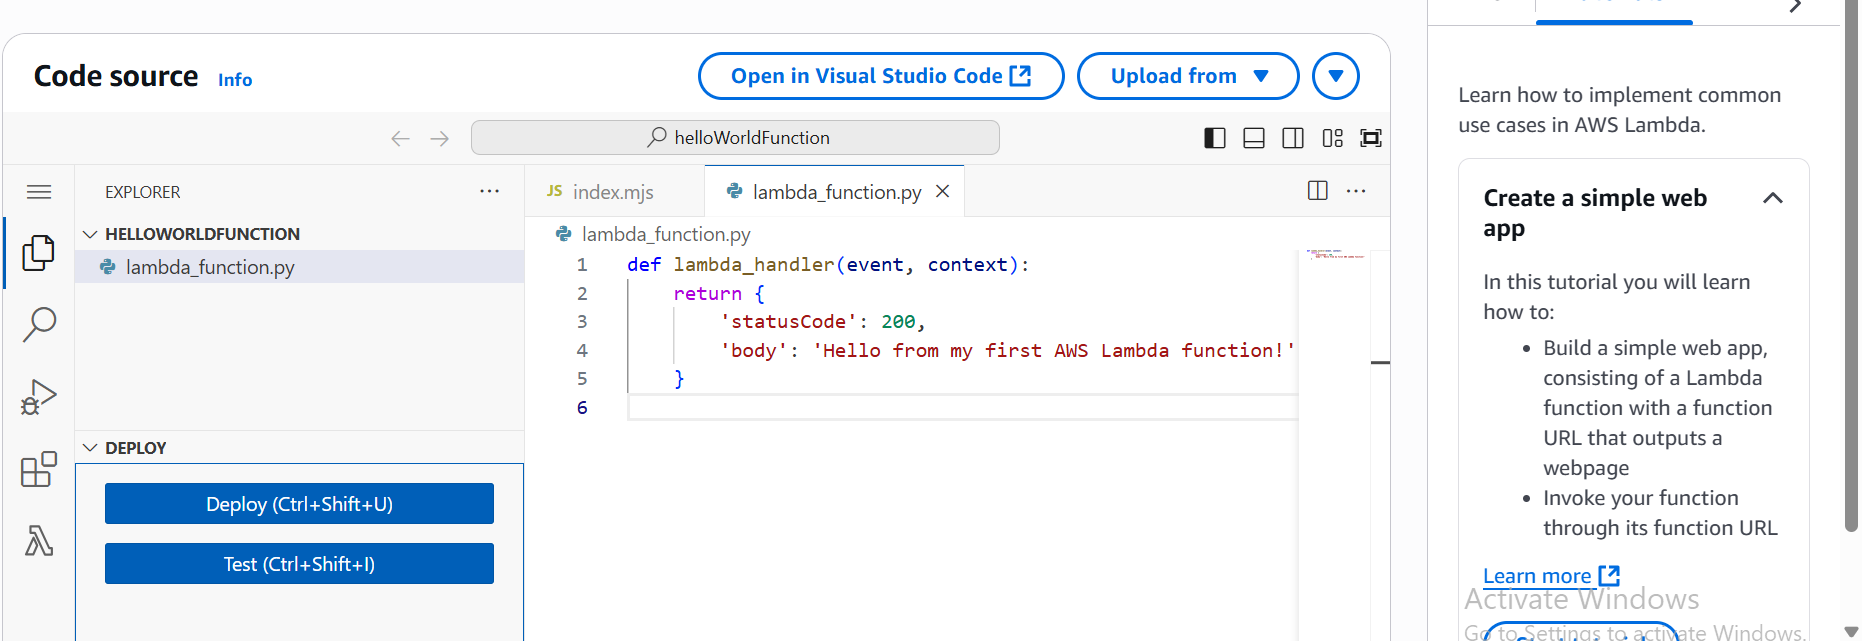 Code source Info
Open in Visual Studio Code
Upload from
helloWorldFunction
EXPLORER
HELLOWORLDFUNCTION
lambda_function.py
DEPLOY
Deploy (Ctrl+Shift+U)
Test (Ctrl+Shift+I)
JS index.mjs
lambda_function.py
lambda_function.py
1 def lambda_handler(event, context):
2 return {
3 'statusCode': 200,
4 'body': 'Hello from my first AWS Lambda function!'
5 }
6
Learn how to implement common
use cases in AWS Lambda.
Create a simple web
app
In this tutorial you will learn
how to:
• Build a simple web app,
consisting of a Lambda
function with a function
URL that outputs a
webpage
• Invoke your function
through its function URL
Learn more
Activate Windows
Go to Settings to activate Windows.